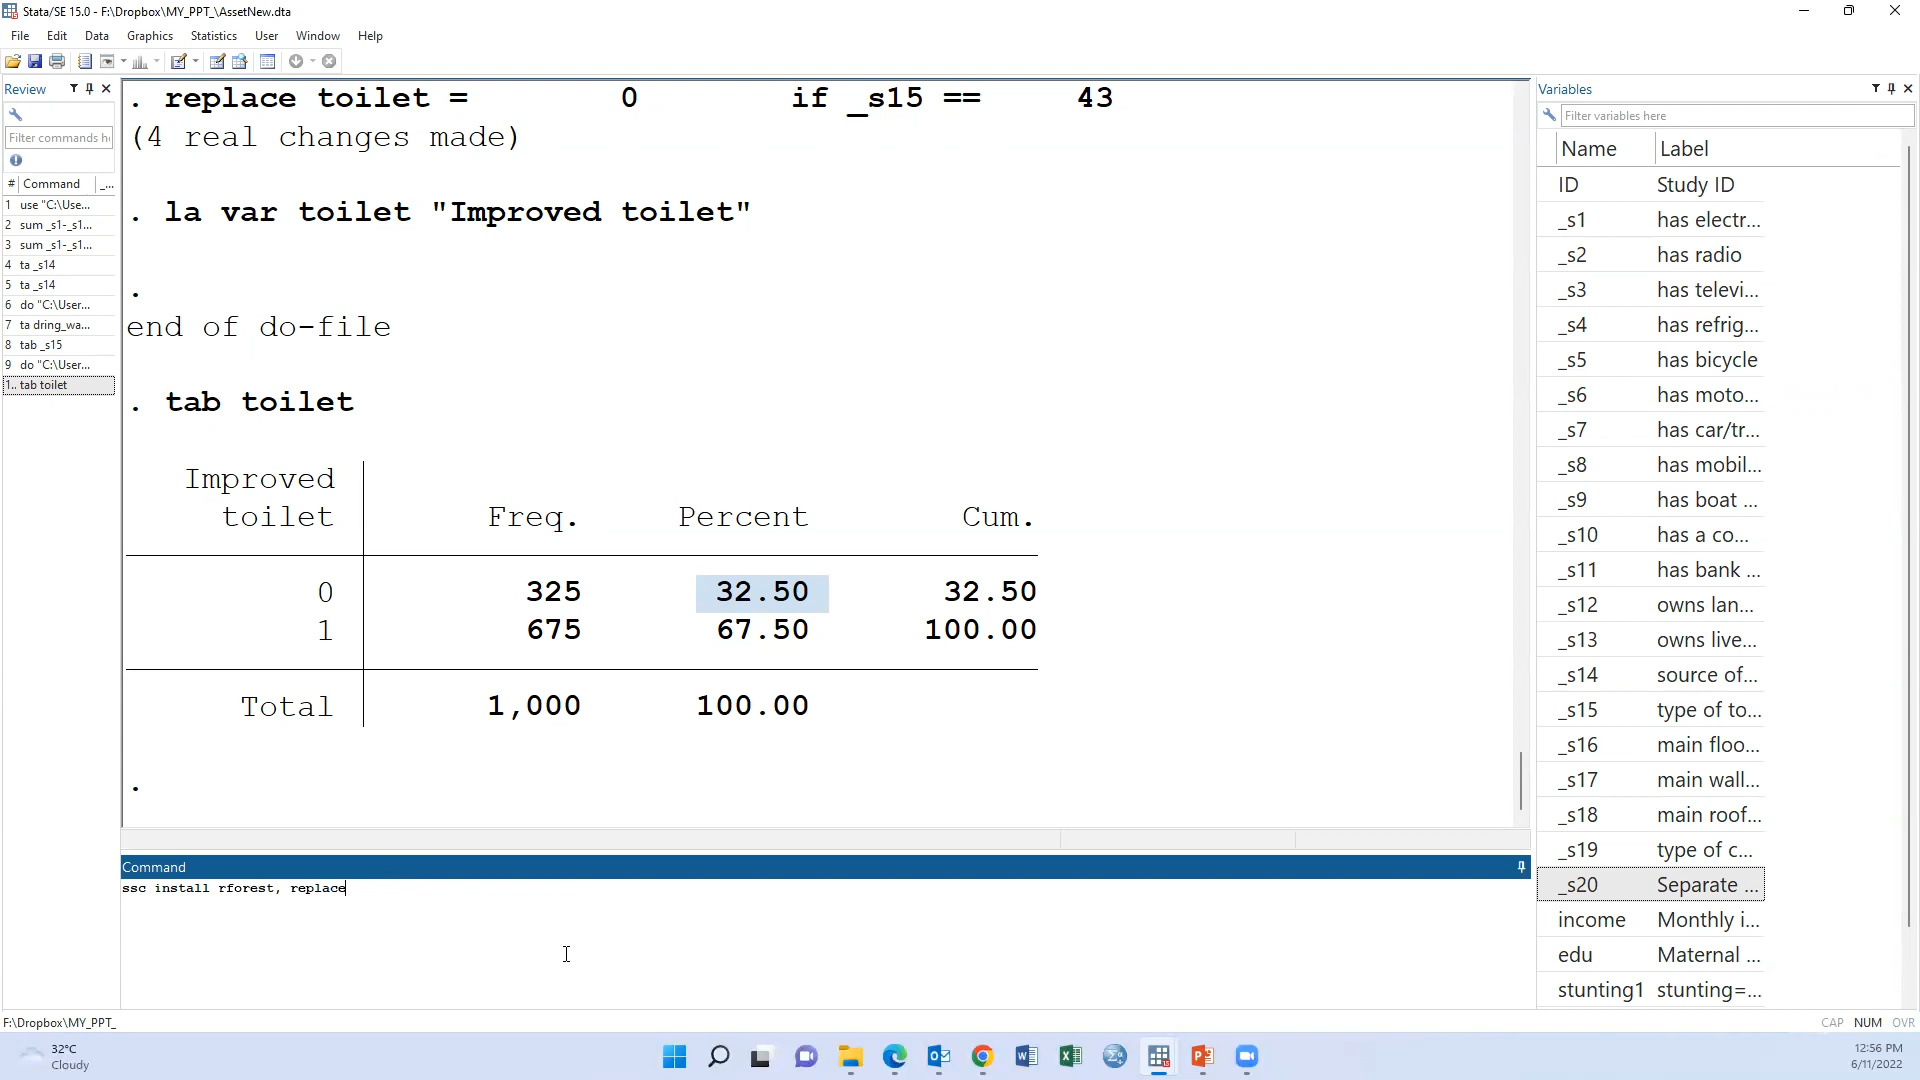 Stata/SE 15.0 - F:\Dropbox\MY_PPT_\AssetNew.dta
File Edit Data Graphics Statistics User Window Help
Review
Filter commands h
# Command _...
1 use "C:\Use...
2 sum _s1-_s1...
3 sum _s1-_s1...
4 ta _s14
5 ta _s14
6 do "C:\User...
7 ta dring_wa...
8 tab _s15
9 do "C:\User...
1.. tab toilet
. replace toilet = 0 if _s15 == 43
(4 real changes made)
. la var toilet "Improved toilet"
.
end of do-file
. tab toilet
Improved
toilet Freq. Percent Cum.
0 325 32.50 32.50
1 675 67.50 100.00
Total 1,000 100.00
.
Command
ssc install rforest, replace
Variables
Filter variables here
Name Label
ID Study ID
_s1 has electr...
_s2 has radio
_s3 has televi...
_s4 has refrig...
_s5 has bicycle
_s6 has moto...
_s7 has car/tr...
_s8 has mobil...
_s9 has boat ...
_s10 has a co...
_s11 has bank ...
_s12 owns lan...
_s13 owns live...
_s14 source of...
_s15 type of to...
_s16 main floo...
_s17 main wall...
_s18 main roof...
_s19 type of c...
_s20 Separate ...
income Monthly i...
edu Maternal ...
stunting1 stunting=...
F:\Dropbox\MY_PPT_
CAP NUM OVR
32°C
Cloudy
12:56 PM
6/11/2022